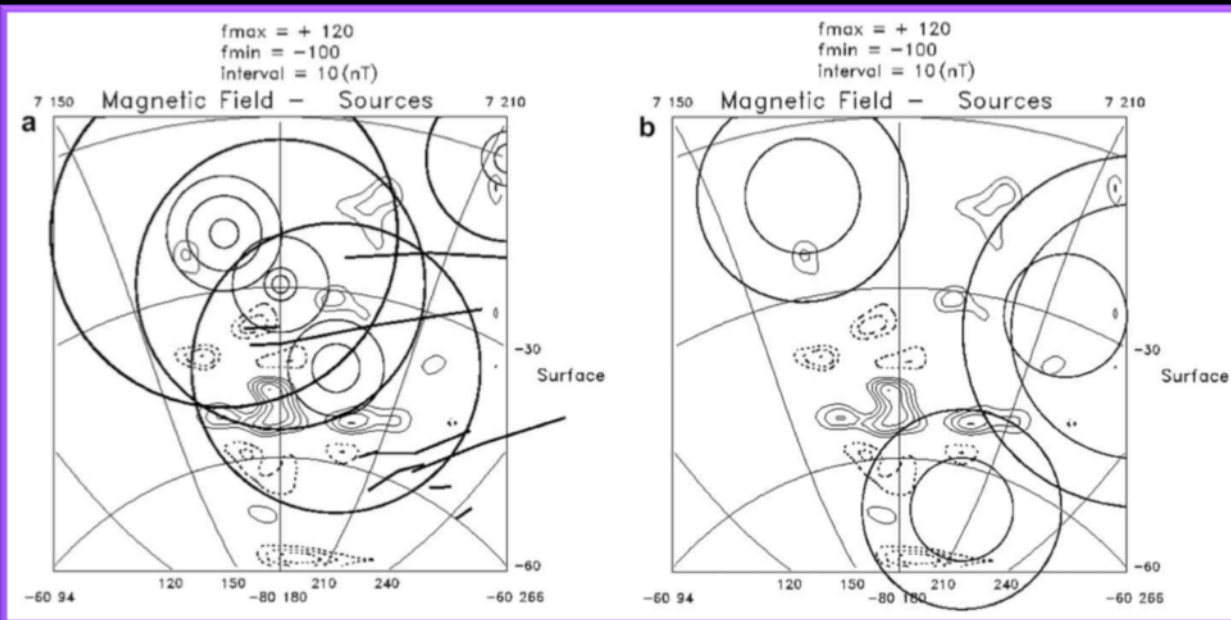 fmax = + 120
fmin = -100
interval = 10(nT)
7 150 Magnetic Field - Sources 7 210
a
-30
Surface
-60
120 150 210 240
-60 94 -80 180 -60 266
fmax = + 120
fmin = -100
interval = 10(nT)
7 150 Magnetic Field - Sources 7 210
b
-30
Surface
-60
120 150 210 240
-60 94 -80 180 -60 266